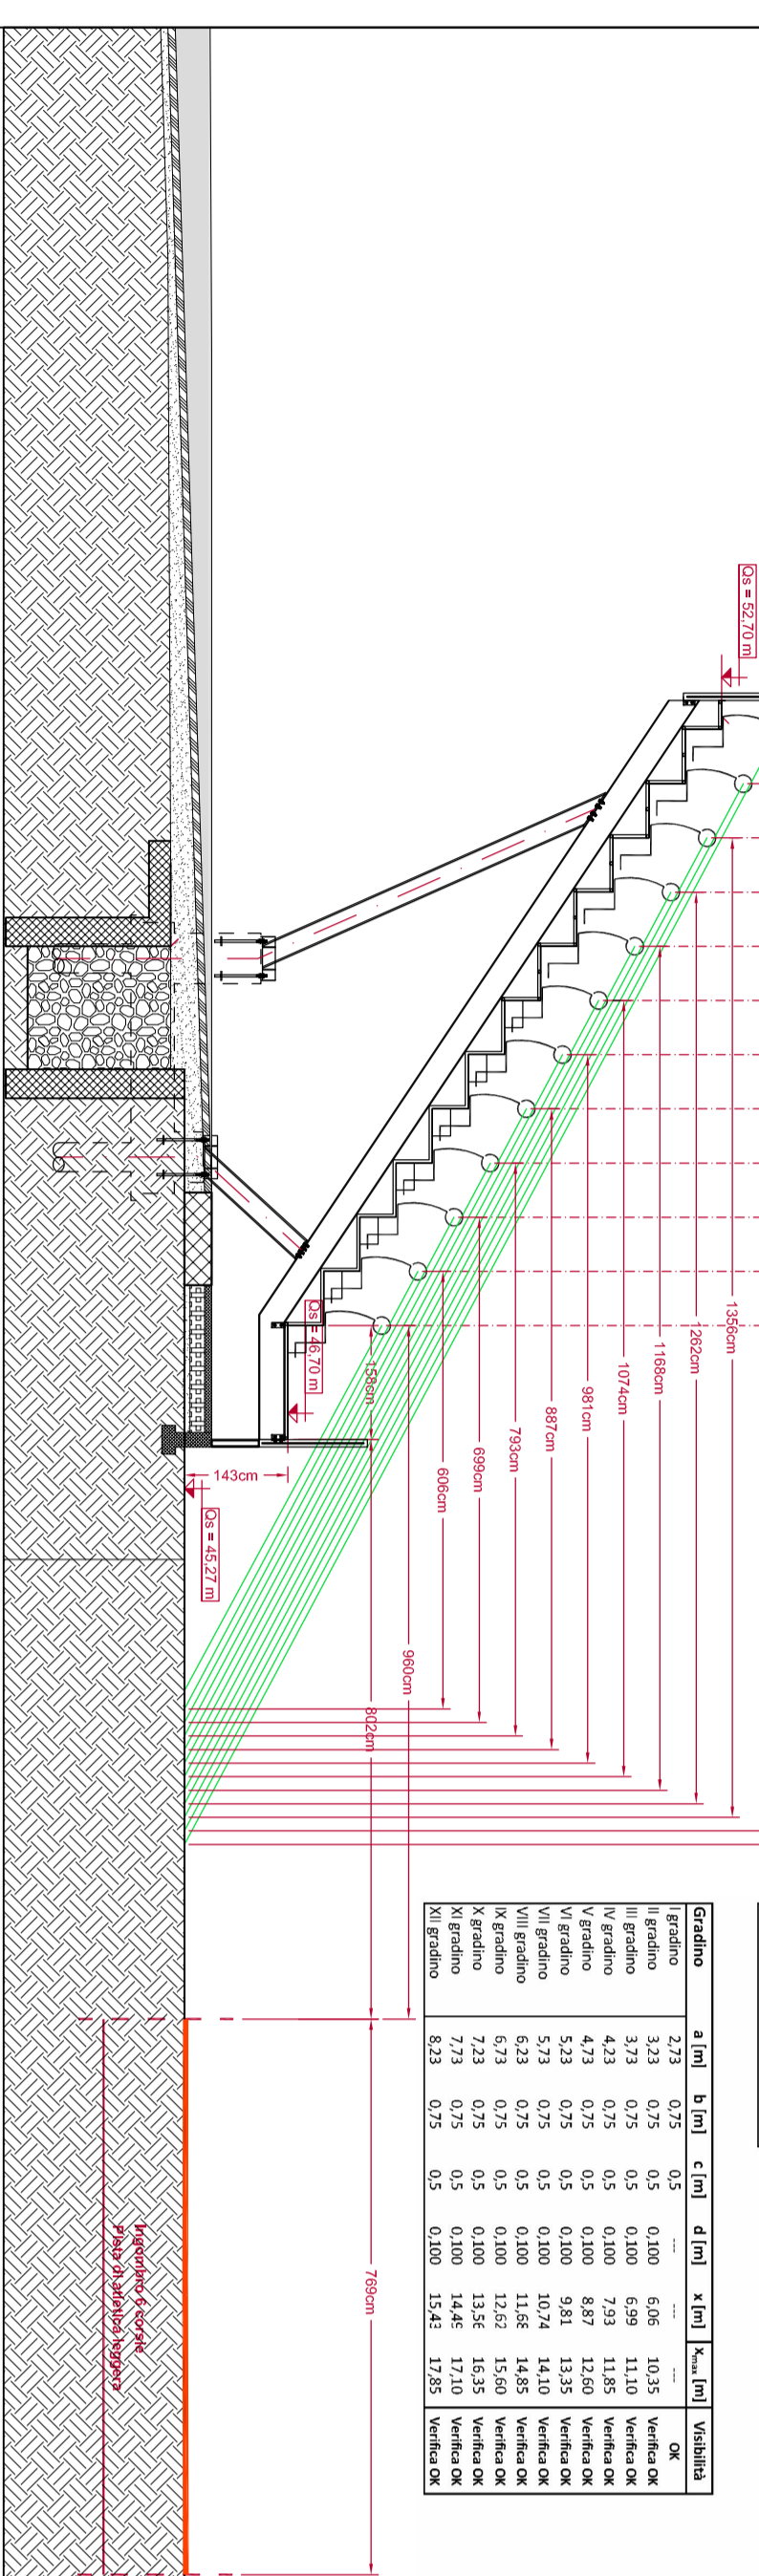 Qs = 52,70 m
1356cm
1262cm
1168cm
1074cm
981cm
887cm
793cm
699cm
606cm
Qs = 46,70 m
158cm
143cm
Qs = 45,27 m
960cm
802cm
769cm
Ingombro 6 corsie
Pista di atletica leggera
Gradino a [m] b [m] c [m] d [m] x [m] xmax [m] Visibilità
I gradino 2,73 0,75 0,5 --- --- --- OK
II gradino 3,23 0,75 0,5 0,100 6,06 10,35 Verifica OK
III gradino 3,73 0,75 0,5 0,100 6,99 11,10 Verifica OK
IV gradino 4,23 0,75 0,5 0,100 7,93 11,85 Verifica OK
V gradino 4,73 0,75 0,5 0,100 8,87 12,60 Verifica OK
VI gradino 5,23 0,75 0,5 0,100 9,81 13,35 Verifica OK
VII gradino 5,73 0,75 0,5 0,100 10,74 14,10 Verifica OK
VIII gradino 6,23 0,75 0,5 0,100 11,68 14,85 Verifica OK
IX gradino 6,73 0,75 0,5 0,100 12,62 15,60 Verifica OK
X gradino 7,23 0,75 0,5 0,100 13,56 16,35 Verifica OK
XI gradino 7,73 0,75 0,5 0,100 14,49 17,10 Verifica OK
XII gradino 8,23 0,75 0,5 0,100 15,43 17,85 Verifica OK